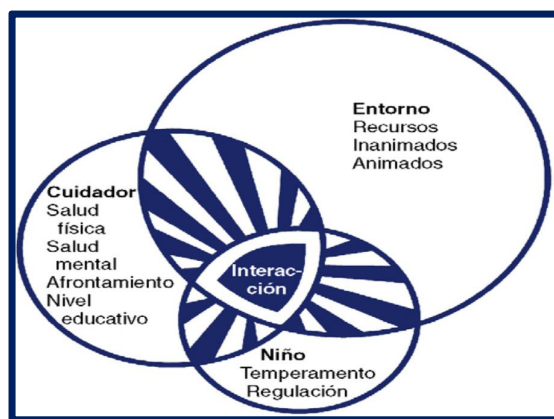 Entorno
Recursos
Inanimados
Animados
Cuidador
Salud
física
Salud
mental
Afrontamiento
Nivel
educativo
Interac-
ción
Niño
Temperamento
Regulación